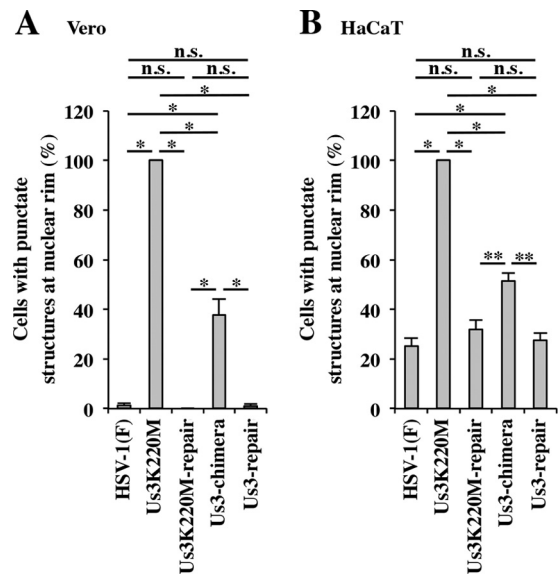 A Vero
n.s.
n.s. n.s.
*
*
*
* *
Cells with punctate
structures at nuclear rim (%)
120
100
80
60
40
20
0
* *
HSV-1(F)
Us3K220M
Us3K220M-repair
Us3-chimera
Us3-repair
B HaCaT
n.s.
n.s. n.s.
*
*
*
* *
Cells with punctate
structures at nuclear rim (%)
120
100
80
60
40
20
0
** **
HSV-1(F)
Us3K220M
Us3K220M-repair
Us3-chimera
Us3-repair